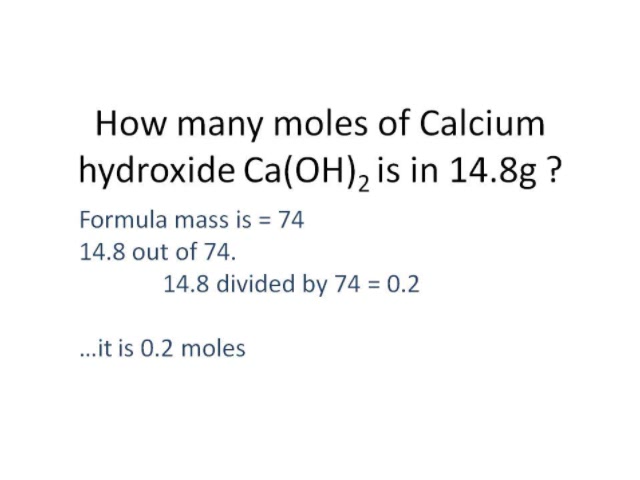 How many moles of Calcium
hydroxide Ca(OH)₂ is in 14.8g ?
Formula mass is = 74
14.8 out of 74.
14.8 divided by 74 = 0.2
...it is 0.2 moles